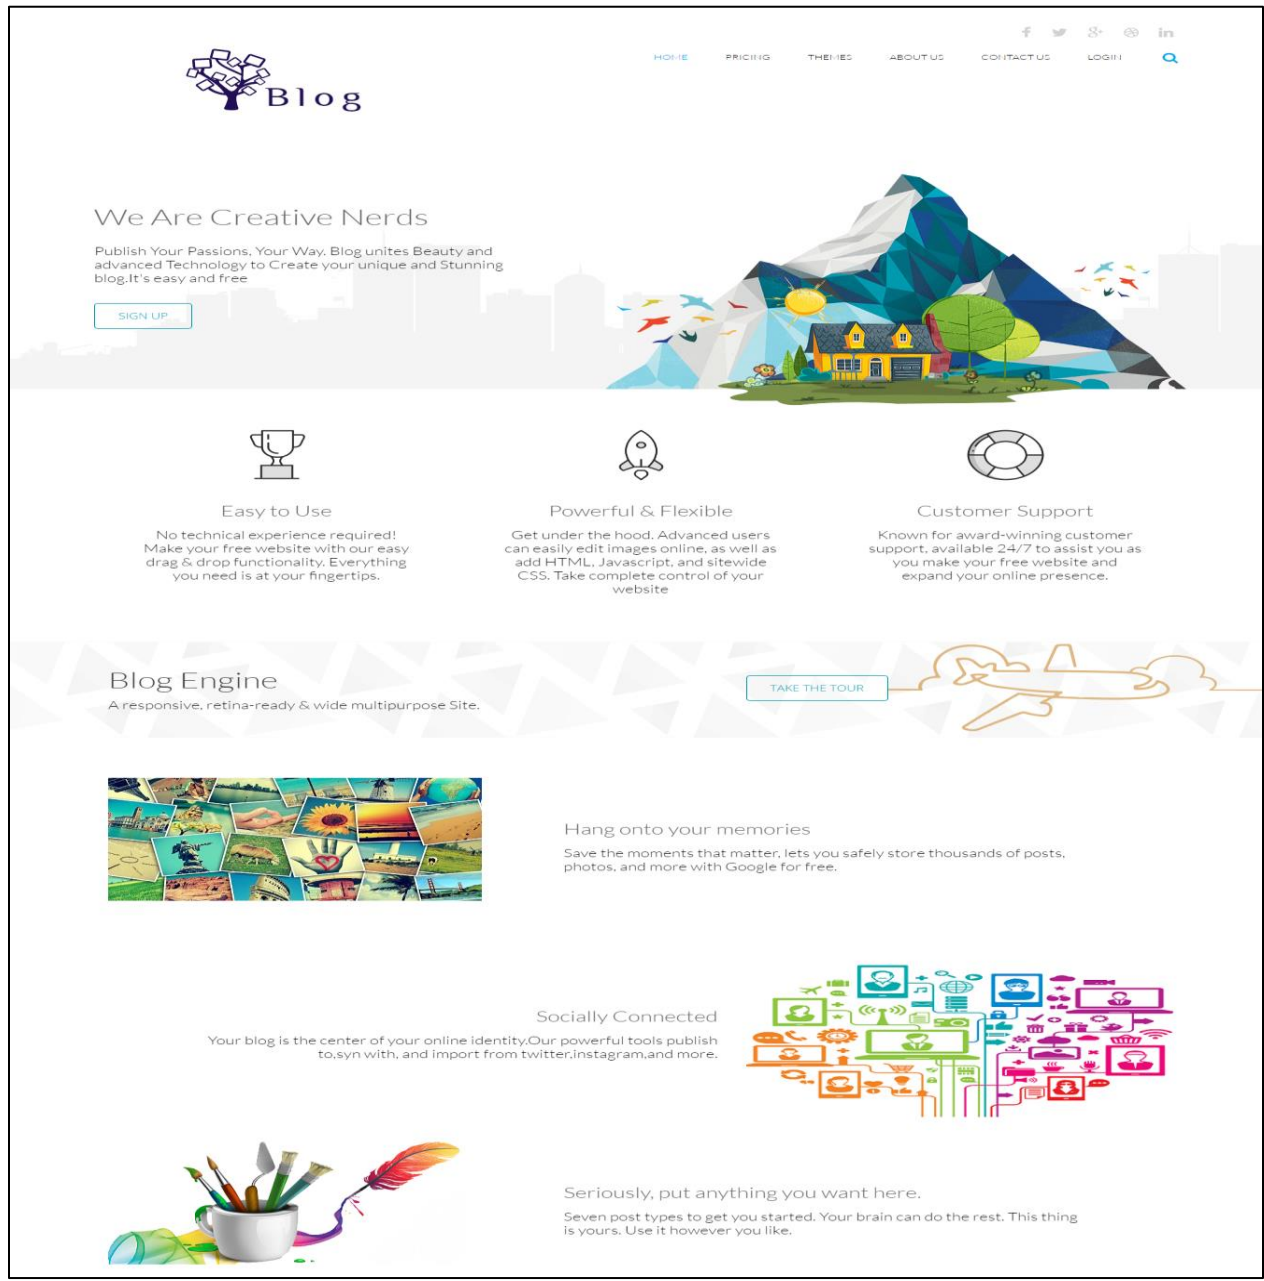 HOME PRICING THEMES ABOUT US CONTACT US LOGIN
Blog
We Are Creative Nerds
Publish Your Passions, Your Way. Blog unites Beauty and
advanced Technology to Create your unique and Stunning
blog.It's easy and free
SIGN UP
Easy to Use
No technical experience required!
Make your free website with our easy
drag & drop functionality. Everything
you need is at your fingertips.
Powerful & Flexible
Get under the hood. Advanced users
can easily edit images online, as well as
add HTML, Javascript, and sitewide
CSS. Take complete control of your
website
Customer Support
Known for award-winning customer
support, available 24/7 to assist you as
you make your free website and
expand your online presence.
Blog Engine
A responsive, retina-ready & wide multipurpose Site.
TAKE THE TOUR
Hang onto your memories
Save the moments that matter, lets you safely store thousands of posts,
photos, and more with Google for free.
Socially Connected
Your blog is the center of your online identity.Our powerful tools publish
to,syn with, and import from twitter,instagram,and more.
Seriously, put anything you want here.
Seven post types to get you started. Your brain can do the rest. This thing
is yours. Use it however you like.